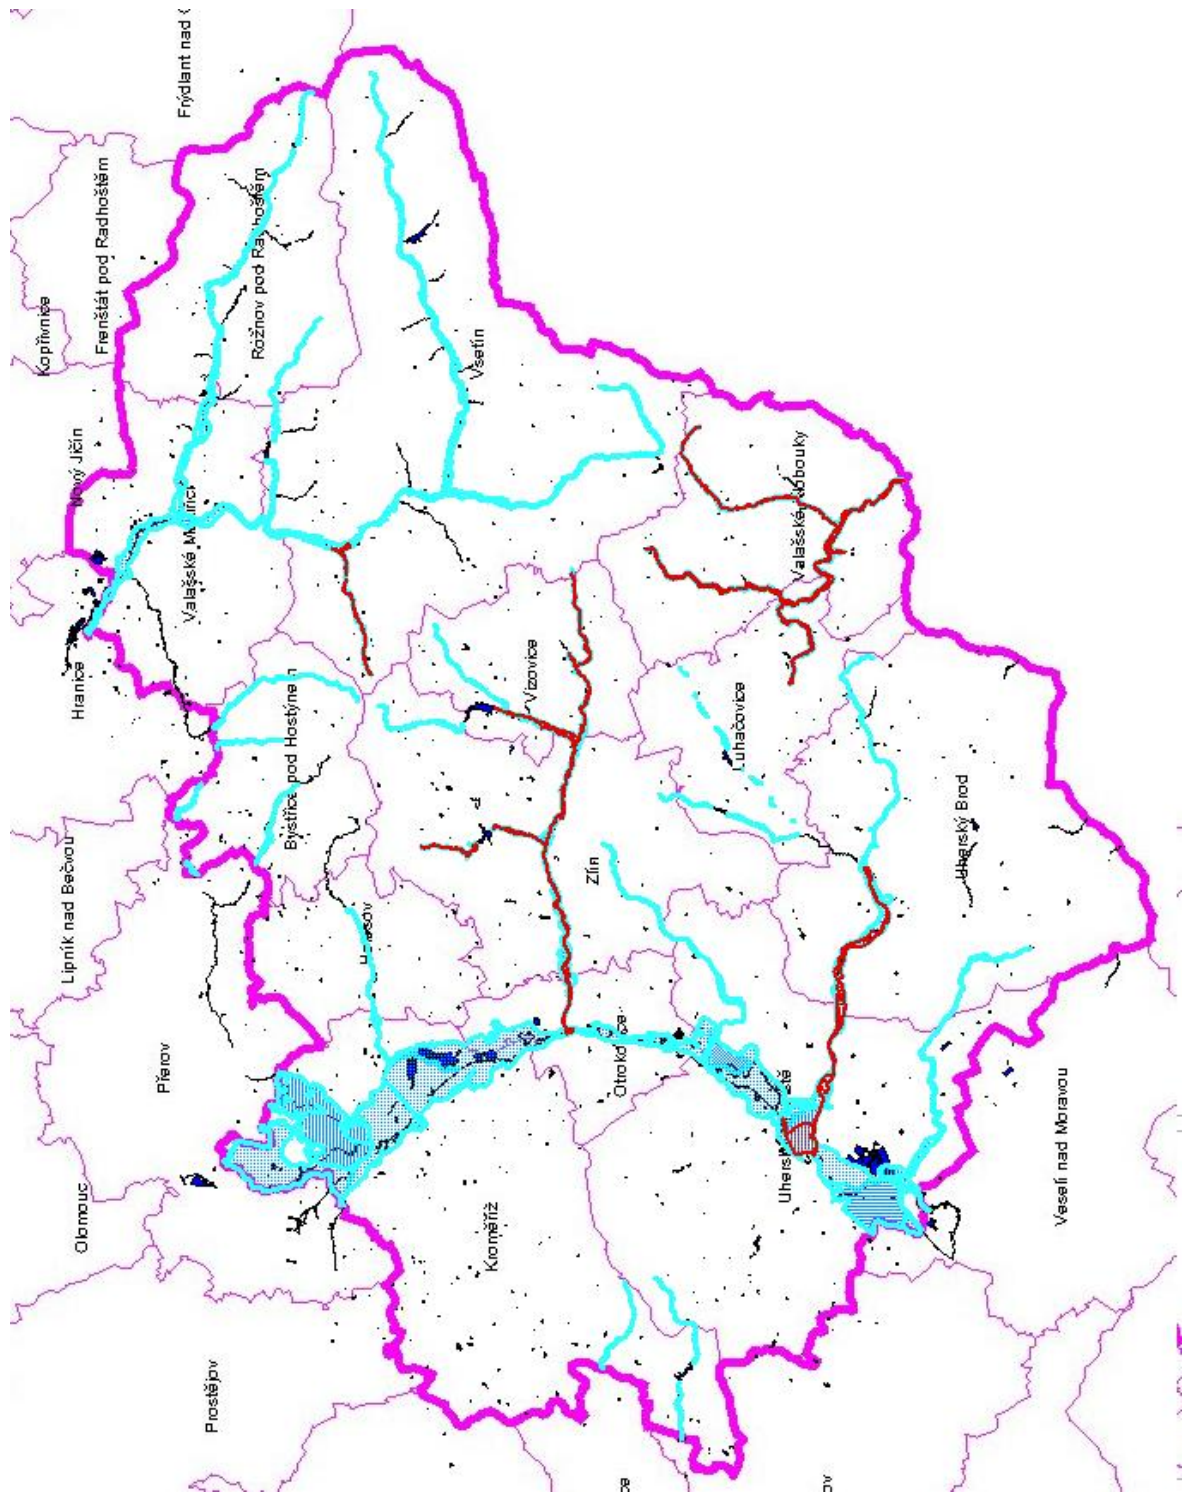 Frýdlant nad
Frenštát pod Radhoštěm
Kopřivnice
Rožnov pod Radhoštěm
Vsetín
Nový Jičín
Valašské Meziříčí
Valašské Klobouky
Hranice
Vizovice
Bystřice pod Hostýnem
Luhačovice
Uherský Brod
Lipník nad Bečvou
Zlín
Přerov
Otrokovice
Veselí nad Moravou
Olomouc
Kroměříž
Prostějov